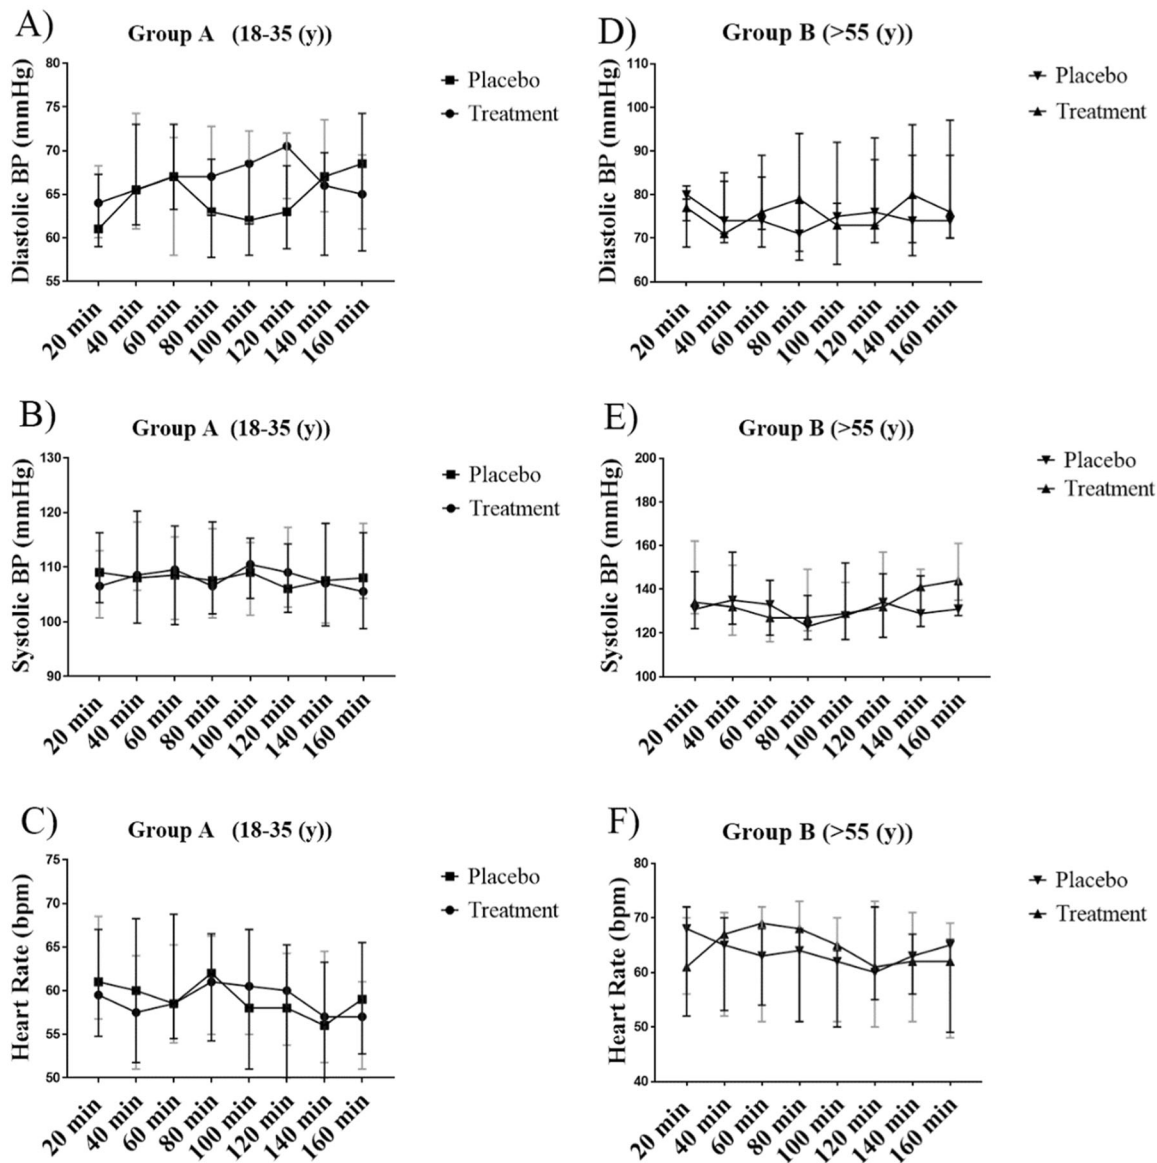 A)
Group A (18-35 (y))
Diastolic BP (mmHg)
80
75
70
65
60
55
20 min
40 min
60 min
80 min
100 min
120 min
140 min
160 min
Placebo
Treatment
D)
Group B (>55 (y))
Diastolic BP (mmHg)
110
100
90
80
70
60
20 min
40 min
60 min
80 min
100 min
120 min
140 min
160 min
Placebo
Treatment
B)
Group A (18-35 (y))
Systolic BP (mmHg)
130
120
110
100
90
20 min
40 min
60 min
80 min
100 min
120 min
140 min
160 min
Placebo
Treatment
E)
Group B (>55 (y))
Systolic BP (mmHg)
200
180
160
140
120
100
20 min
40 min
60 min
80 min
100 min
120 min
140 min
160 min
Placebo
Treatment
C)
Group A (18-35 (y))
Heart Rate (bpm)
75
70
65
60
55
50
20 min
40 min
60 min
80 min
100 min
120 min
140 min
160 min
Placebo
Treatment
F)
Group B (>55 (y))
Heart Rate (bpm)
80
70
60
50
40
20 min
40 min
60 min
80 min
100 min
120 min
140 min
160 min
Placebo
Treatment